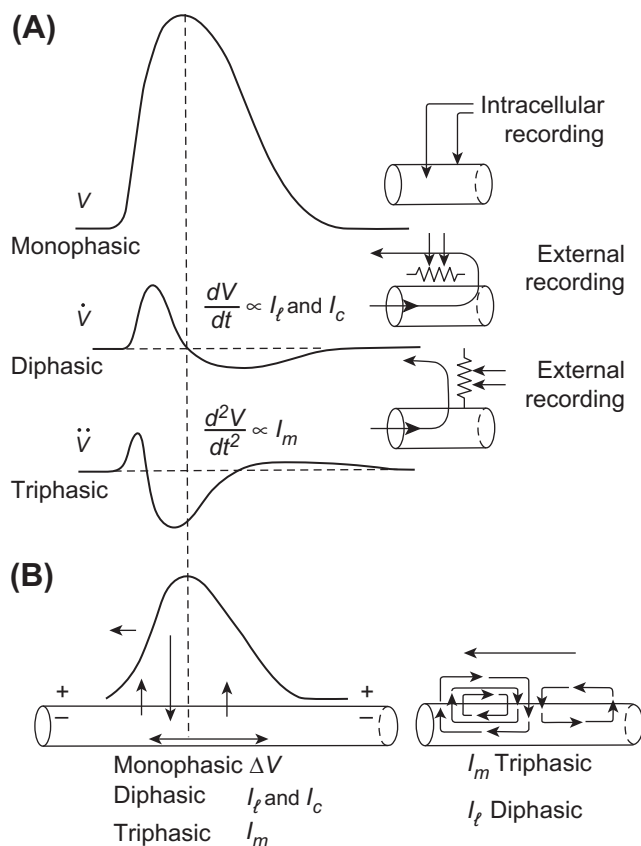 (A)
Intracellular
recording
V
Monophasic
External
recording
V̇
dV/dt ∝ Iℓ and Ic
Diphasic
External
recording
V̈
d²V/dt² ∝ Im
Triphasic
(B)
+ +
− −
Monophasic ΔV
Diphasic Iℓ and Ic
Triphasic Im
Im Triphasic
Iℓ Diphasic